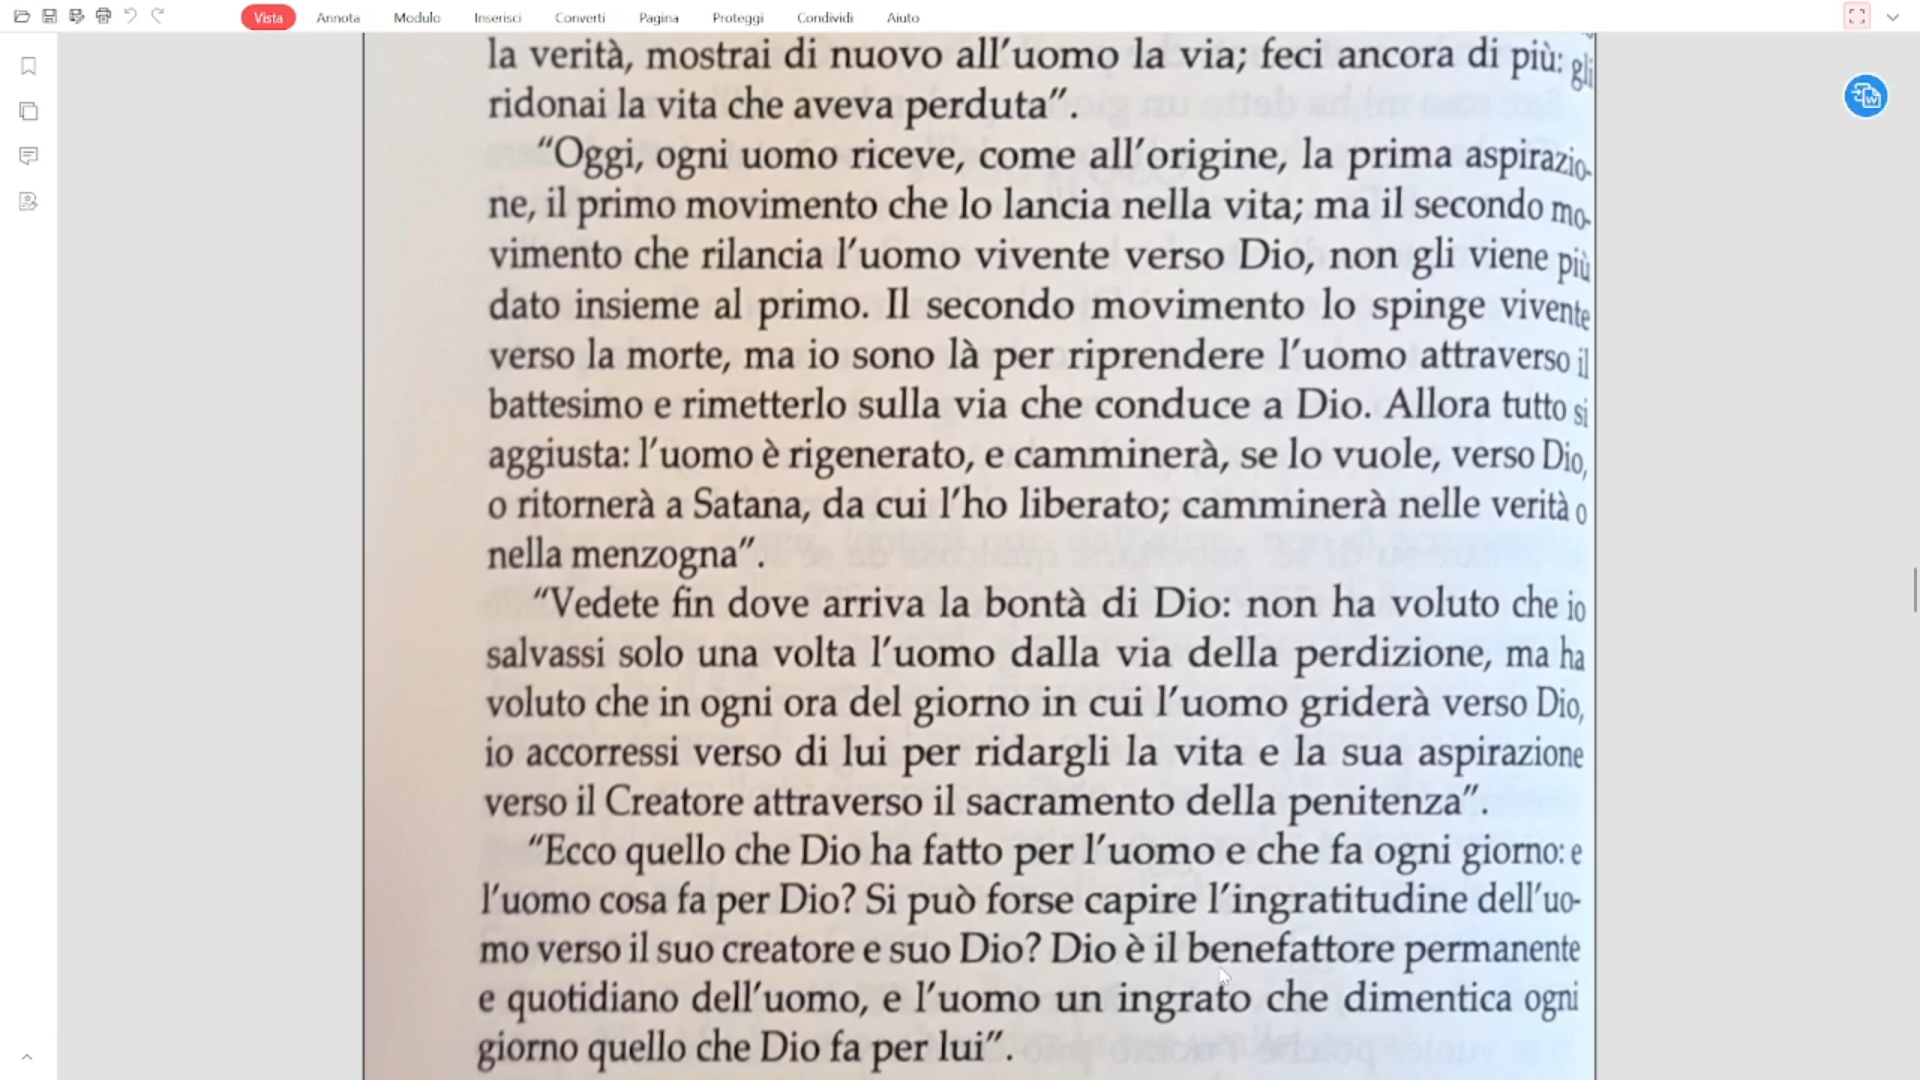 Vista Annota Modulo Inserisci Converti Pagina Proteggi Condividi Aiuto
la verità, mostrai di nuovo all'uomo la via; feci ancora di più: gli
ridonai la vita che aveva perduta”.
“Oggi, ogni uomo riceve, come all'origine, la prima aspirazio-
ne, il primo movimento che lo lancia nella vita; ma il secondo mo-
vimento che rilancia l'uomo vivente verso Dio, non gli viene più
dato insieme al primo. Il secondo movimento lo spinge vivente
verso la morte, ma io sono là per riprendere l'uomo attraverso il
battesimo e rimetterlo sulla via che conduce a Dio. Allora tutto si
aggiusta: l'uomo è rigenerato, e camminerà, se lo vuole, verso Dio,
o ritornerà a Satana, da cui l'ho liberato; camminerà nelle verità o
nella menzogna”.
“Vedete fin dove arriva la bontà di Dio: non ha voluto che io
salvassi solo una volta l'uomo dalla via della perdizione, ma ha
voluto che in ogni ora del giorno in cui l'uomo griderà verso Dio,
io accorressi verso di lui per ridargli la vita e la sua aspirazione
verso il Creatore attraverso il sacramento della penitenza”.
“Ecco quello che Dio ha fatto per l'uomo e che fa ogni giorno: e
l'uomo cosa fa per Dio? Si può forse capire l'ingratitudine dell'uo-
mo verso il suo creatore e suo Dio? Dio è il benefattore permanente
e quotidiano dell'uomo, e l'uomo un ingrato che dimentica ogni
giorno quello che Dio fa per lui”.